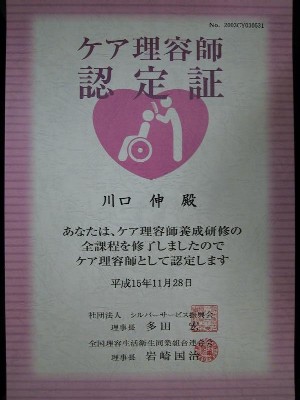 ケア理容師
認定証
川口 伸 殿
あなたは、ケア理容師養成研修の
全課程を修了しましたので
ケア理容師として認定します
平成15年11月28日
社団法人 シルバーサービス振興会
理事長 多田 宏
全国理容生活衛生同業組合連合会
理事長 岩崎国治